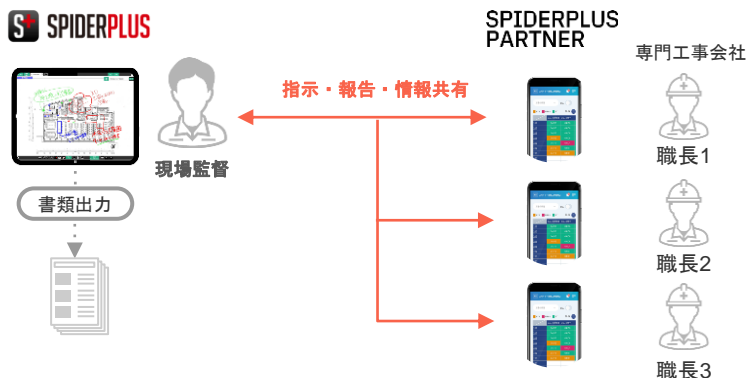 S+ SPIDERPLUS
SPIDERPLUS
PARTNER
専門工事会社
指示・報告・情報共有
現場監督
職長1
書類出力
職長2
職長3